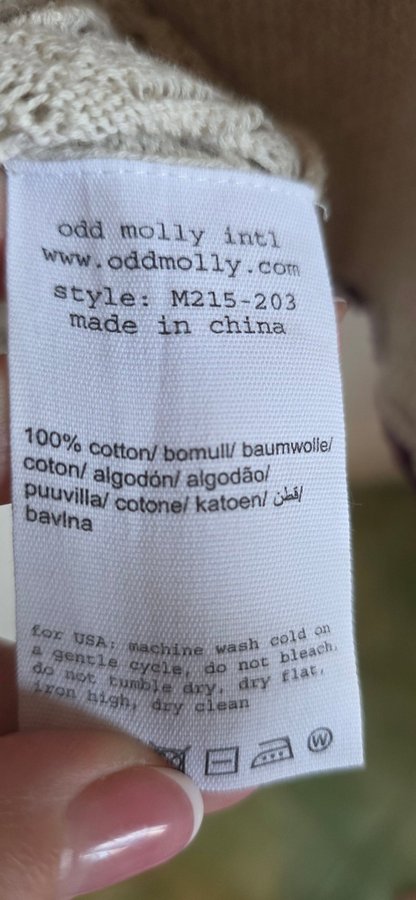 odd molly intl
www.oddmolly.com
style: M215-203
made in china
100% cotton/ bomull/ baumwolle/
coton/ algodón/ algodão/
puuvilla/ cotone/ katoen/ قطن/
bavlna
for USA: machine wash cold on
a gentle cycle, do not bleach,
do not tumble dry, dry flat,
iron high, dry clean
W